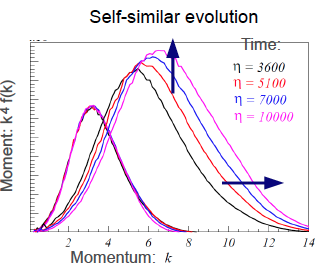 Self-similar evolution
Time:
η = 3600
η = 5100
η = 7000
η = 10000
Moment: k⁴ f(k)
2 4 6 8 10 12 14
Momentum: k